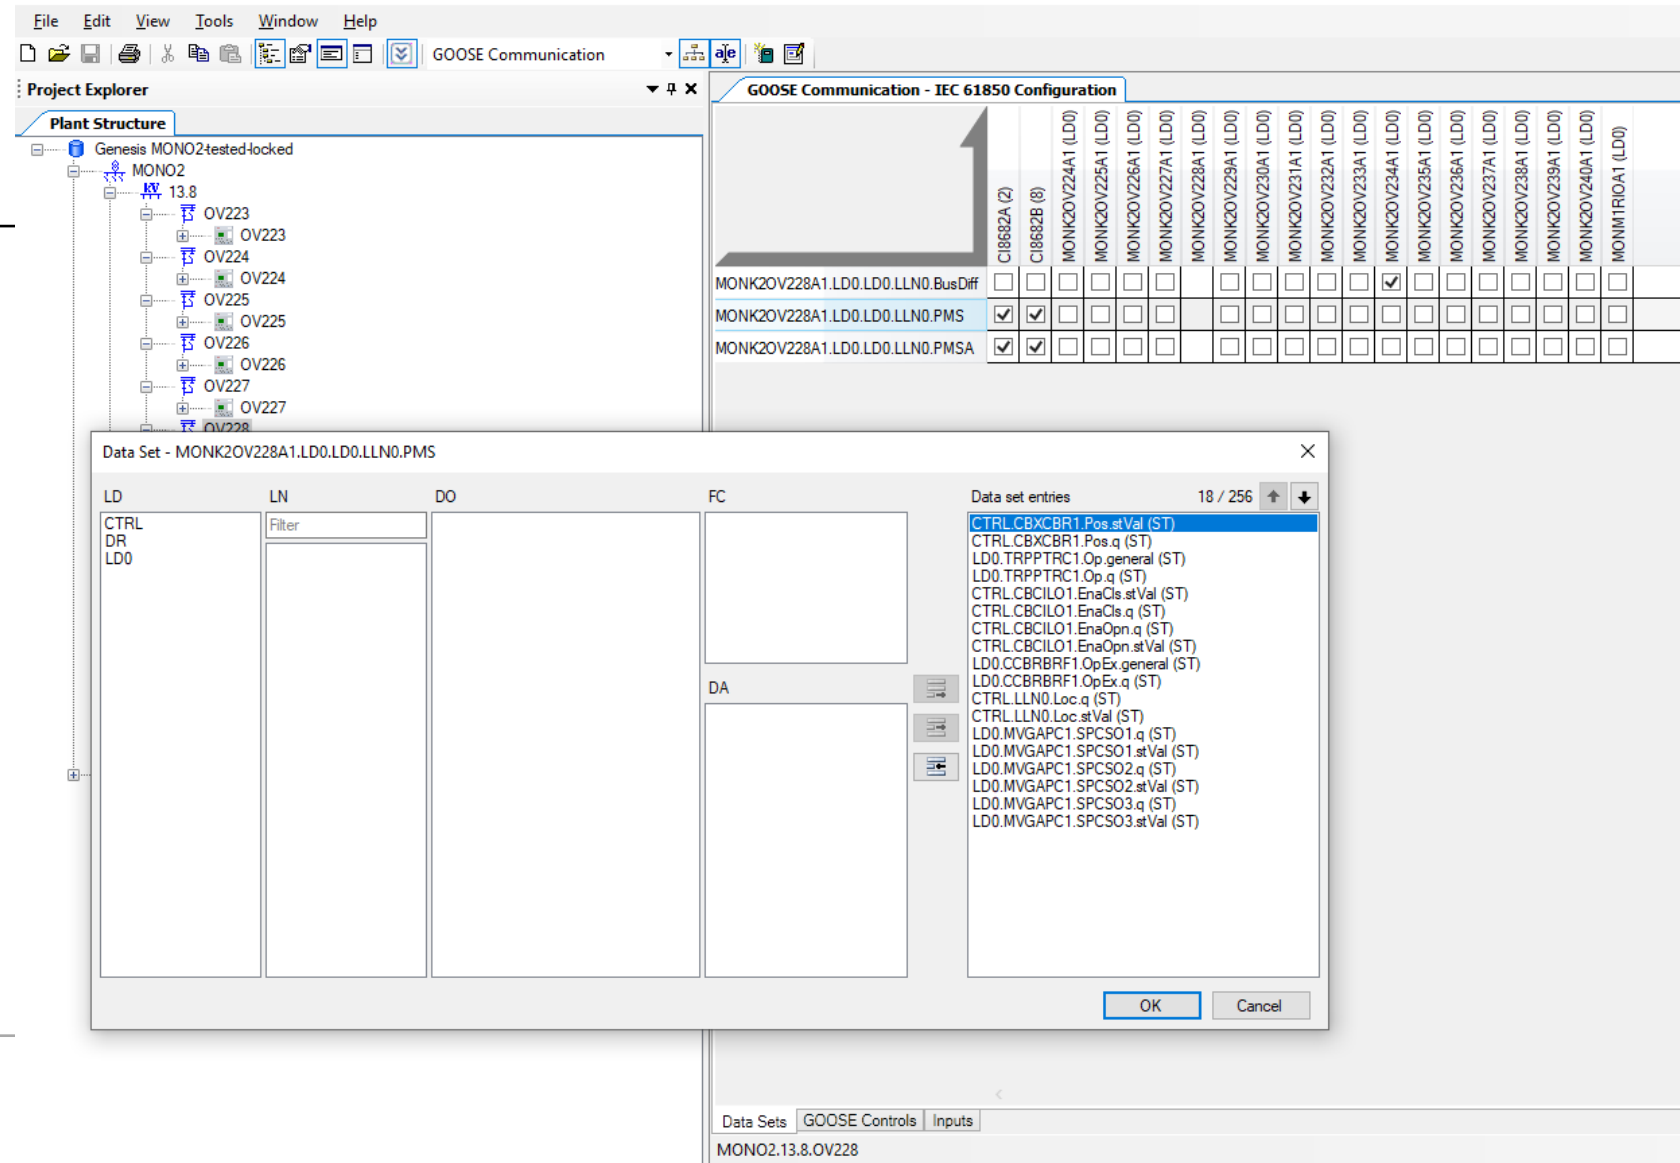 File Edit View Tools Window Help
GOOSE Communication
Project Explorer
Plant Structure
Genesis MONO2-tested-locked
MONO2
KV 13.8
OV223
OV223
OV224
OV224
OV225
OV225
OV226
OV226
OV227
OV227
OV228
GOOSE Communication - IEC 61850 Configuration
CI8682A (2)
CI8682B (8)
MONK2OV224A1 (LD0)
MONK2OV225A1 (LD0)
MONK2OV226A1 (LD0)
MONK2OV227A1 (LD0)
MONK2OV228A1 (LD0)
MONK2OV229A1 (LD0)
MONK2OV230A1 (LD0)
MONK2OV231A1 (LD0)
MONK2OV232A1 (LD0)
MONK2OV233A1 (LD0)
MONK2OV234A1 (LD0)
MONK2OV235A1 (LD0)
MONK2OV236A1 (LD0)
MONK2OV237A1 (LD0)
MONK2OV238A1 (LD0)
MONK2OV239A1 (LD0)
MONK2OV240A1 (LD0)
MONM1RIOA1 (LD0)
MONK2OV228A1.LD0.LD0.LLN0.BusDiff
MONK2OV228A1.LD0.LD0.LLN0.PMS
MONK2OV228A1.LD0.LD0.LLN0.PMSA
Data Set - MONK2OV228A1.LD0.LD0.LLN0.PMS
LD
CTRL
DR
LD0
LN
Filter
DO
FC
DA
Data set entries 18 / 256
CTRL.CBXCBR1.Pos.stVal (ST)
CTRL.CBXCBR1.Pos.q (ST)
LD0.TRPPTRC1.Op.general (ST)
LD0.TRPPTRC1.Op.q (ST)
CTRL.CBCILO1.EnaCls.stVal (ST)
CTRL.CBCILO1.EnaCls.q (ST)
CTRL.CBCILO1.EnaOpn.q (ST)
CTRL.CBCILO1.EnaOpn.stVal (ST)
LD0.CCBRBRF1.OpEx.general (ST)
LD0.CCBRBRF1.OpEx.q (ST)
CTRL.LLN0.Loc.q (ST)
CTRL.LLN0.Loc.stVal (ST)
LD0.MVGAPC1.SPCSO1.q (ST)
LD0.MVGAPC1.SPCSO1.stVal (ST)
LD0.MVGAPC1.SPCSO2.q (ST)
LD0.MVGAPC1.SPCSO2.stVal (ST)
LD0.MVGAPC1.SPCSO3.q (ST)
LD0.MVGAPC1.SPCSO3.stVal (ST)
OK Cancel
Data Sets GOOSE Controls Inputs
MONO2.13.8.OV228